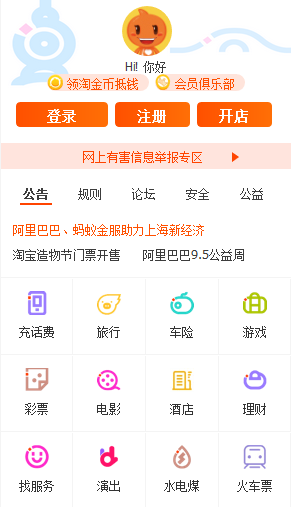 Hi! 你好
领淘金币抵钱 会员俱乐部
登录 注册 开店
网上有害信息举报专区
公告 规则 论坛 安全 公益
阿里巴巴、蚂蚁金服助力上海新经济
淘宝造物节门票开售 阿里巴巴9.5公益周
充话费 旅行 车险 游戏
彩票 电影 酒店 理财
找服务 演出 水电煤 火车票